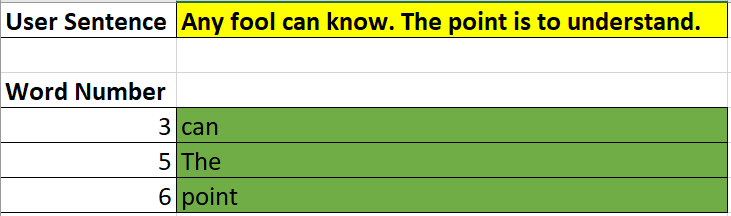 User Sentence Any fool can know. The point is to understand.
Word Number
3 can
5 The
6 point